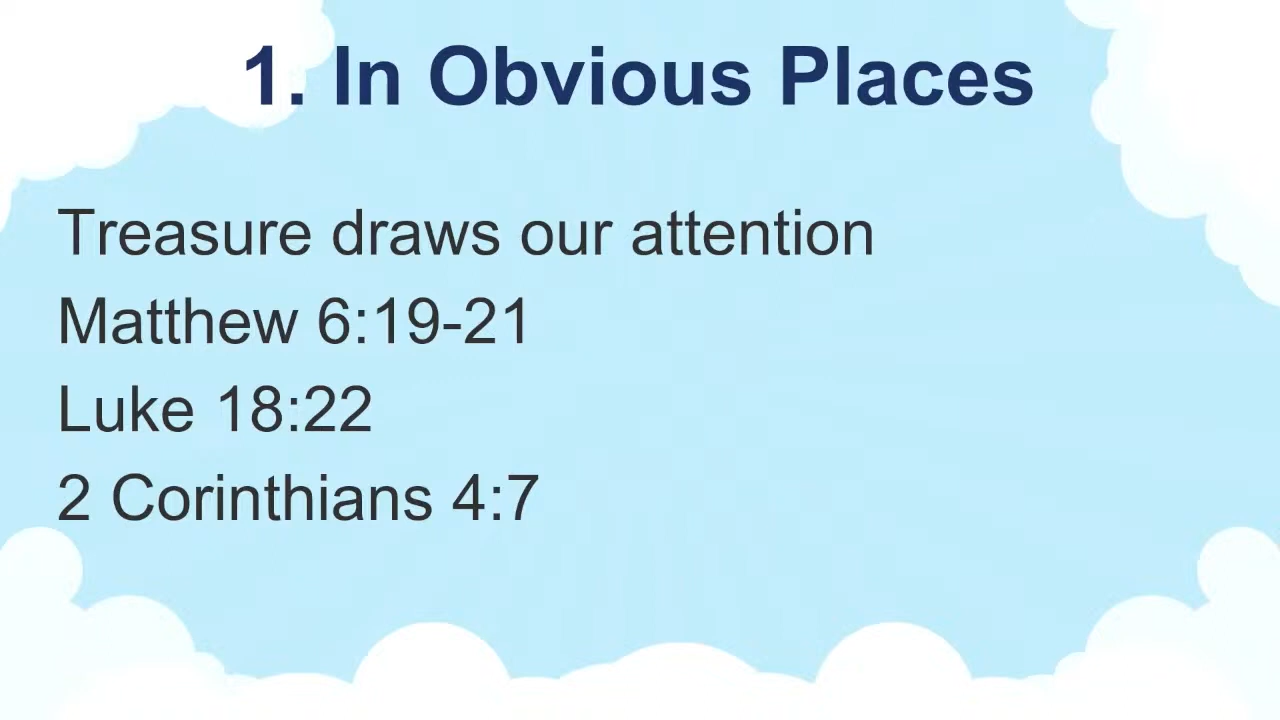 1. In Obvious Places
Treasure draws our attention
Matthew 6:19-21
Luke 18:22
2 Corinthians 4:7